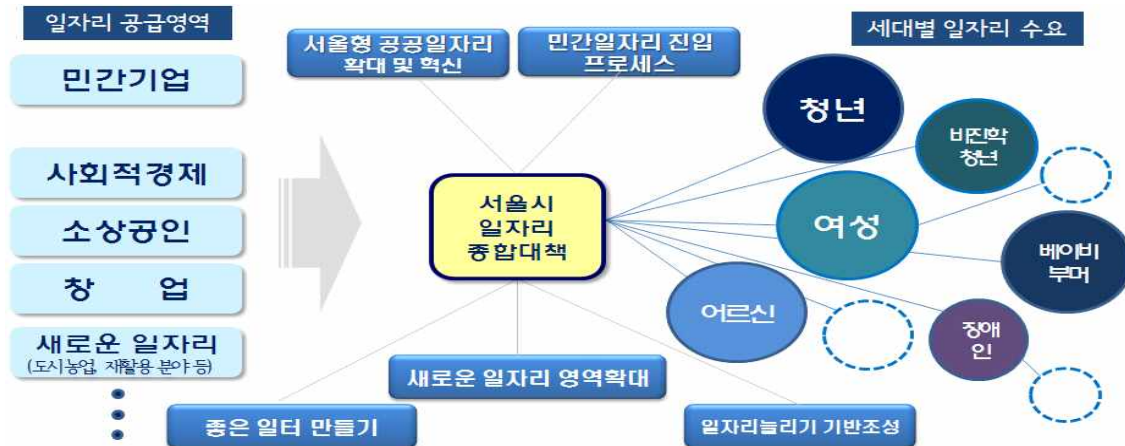 일자리 공급영역
민간기업
사회적경제
소상공인
창 업
새로운 일자리
(도시농업, 재활용 분야 등)
서울형 공공일자리
확대 및 혁신
민간일자리 진입
프로세스
서울시
일자리
종합대책
새로운 일자리 영역확대
좋은 일터 만들기
일자리늘리기 기반조성
세대별 일자리 수요
청년
비진학
청년
여성
베이비
부머
어르신
장애
인